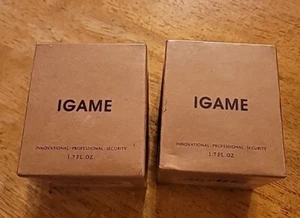 IGAME
INNOVATIONAL · PROFESSIONAL · SECURITY
1.7 FL OZ
IGAME
INNOVATIONAL · PROFESSIONAL · SECURITY
1.7 FL OZ